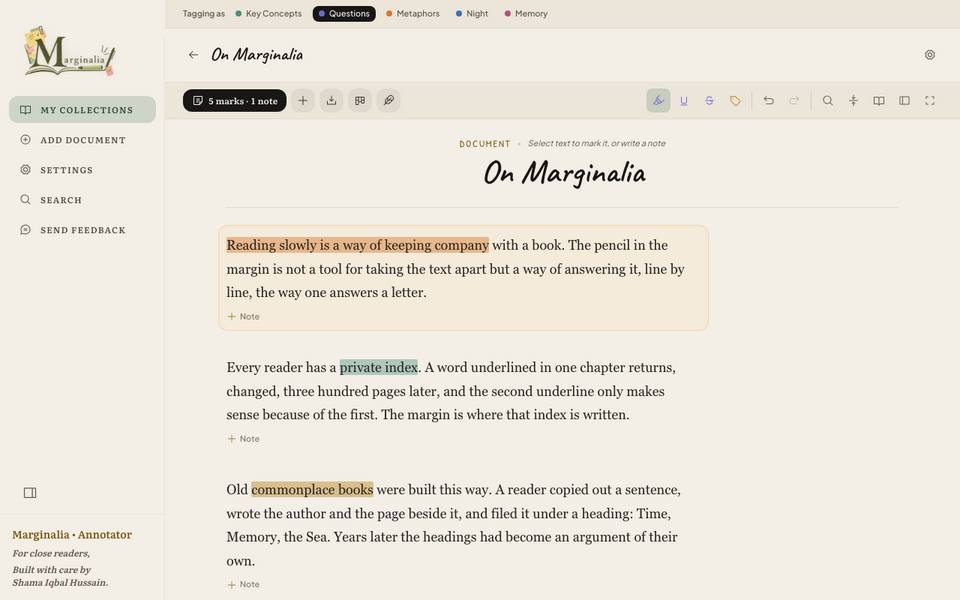 Tagging as
Key Concepts
Questions
Metaphors
Night
Memory
Marginalia
On Marginalia
MY COLLECTIONS
ADD DOCUMENT
SETTINGS
SEARCH
SEND FEEDBACK
5 marks · 1 note
U
S
DOCUMENT • Select text to mark it, or write a note
On Marginalia
Reading slowly is a way of keeping company with a book. The pencil in the
margin is not a tool for taking the text apart but a way of answering it, line by
line, the way one answers a letter.
+ Note
Every reader has a private index. A word underlined in one chapter returns,
changed, three hundred pages later, and the second underline only makes
sense because of the first. The margin is where that index is written.
+ Note
Old commonplace books were built this way. A reader copied out a sentence,
wrote the author and the page beside it, and filed it under a heading: Time,
Memory, the Sea. Years later the headings had become an argument of their
own.
+ Note
Marginalia • Annotator
For close readers,
Built with care by
Shama Iqbal Hussain.